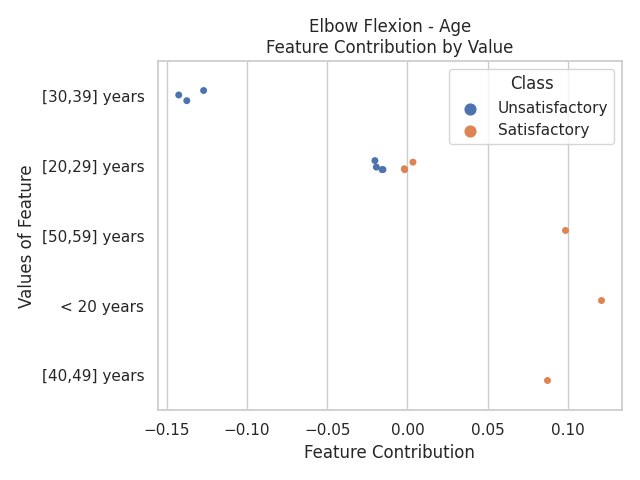 Elbow Flexion - Age
Feature Contribution by Value
Class
Unsatisfactory
Satisfactory
Values of Feature
[30,39] years
[20,29] years
[50,59] years
< 20 years
[40,49] years
−0.15 −0.10 −0.05 0.00 0.05 0.10
Feature Contribution